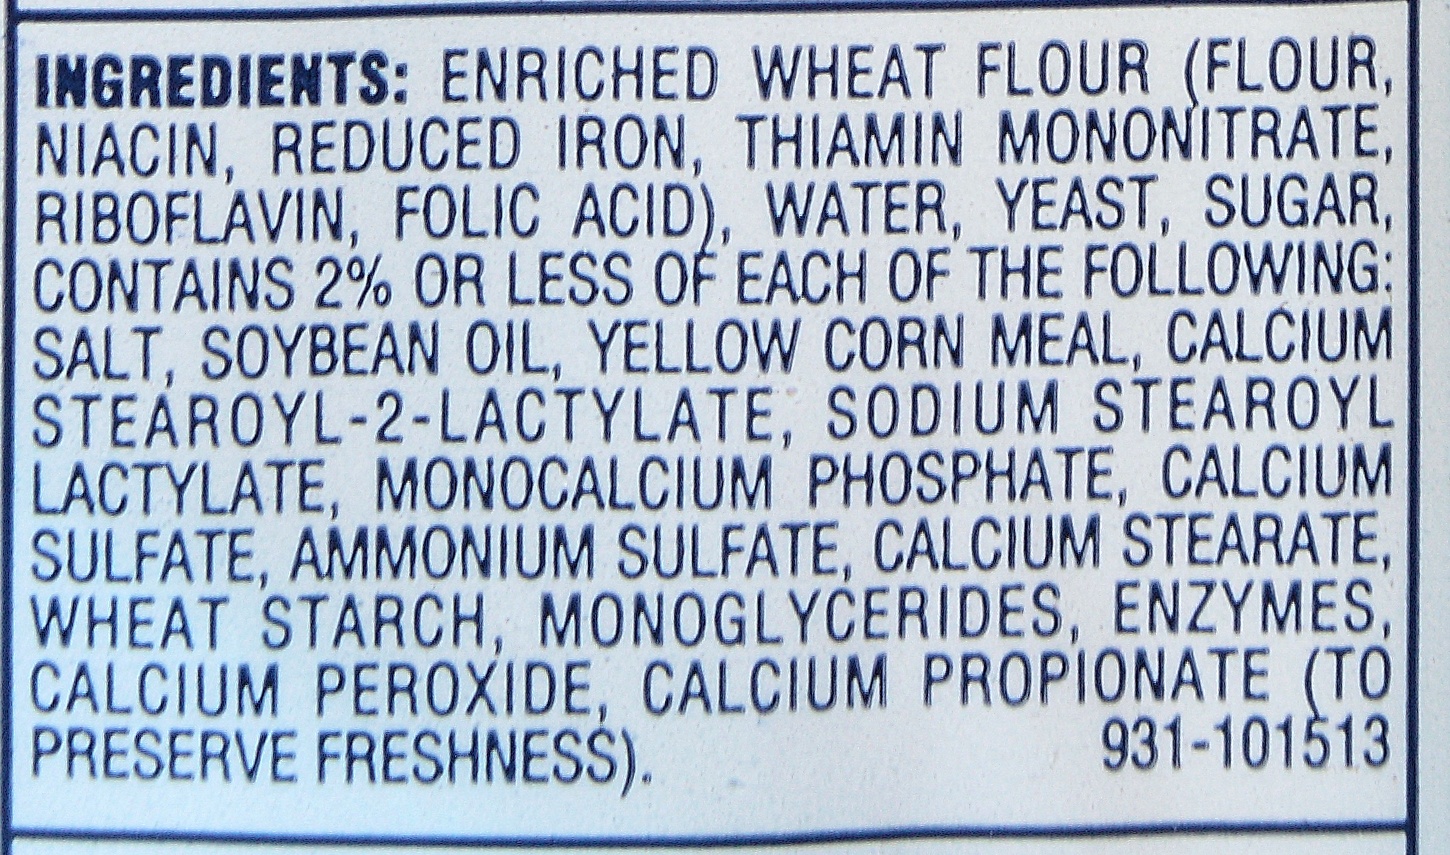 INGREDIENTS: ENRICHED WHEAT FLOUR (FLOUR,
NIACIN, REDUCED IRON, THIAMIN MONONITRATE,
RIBOFLAVIN, FOLIC ACID), WATER, YEAST, SUGAR,
CONTAINS 2% OR LESS OF EACH OF THE FOLLOWING:
SALT, SOYBEAN OIL, YELLOW CORN MEAL, CALCIUM
STEAROYL-2-LACTYLATE, SODIUM STEAROYL
LACTYLATE, MONOCALCIUM PHOSPHATE, CALCIUM
SULFATE, AMMONIUM SULFATE, CALCIUM STEARATE,
WHEAT STARCH, MONOGLYCERIDES, ENZYMES,
CALCIUM PEROXIDE, CALCIUM PROPIONATE (TO
PRESERVE FRESHNESS). 931-101513